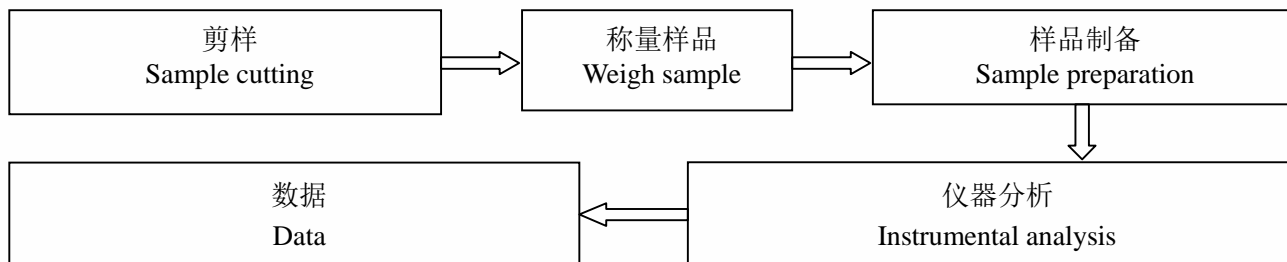 剪样
Sample cutting
称量样品
Weigh sample
样品制备
Sample preparation
仪器分析
Instrumental analysis
数据
Data